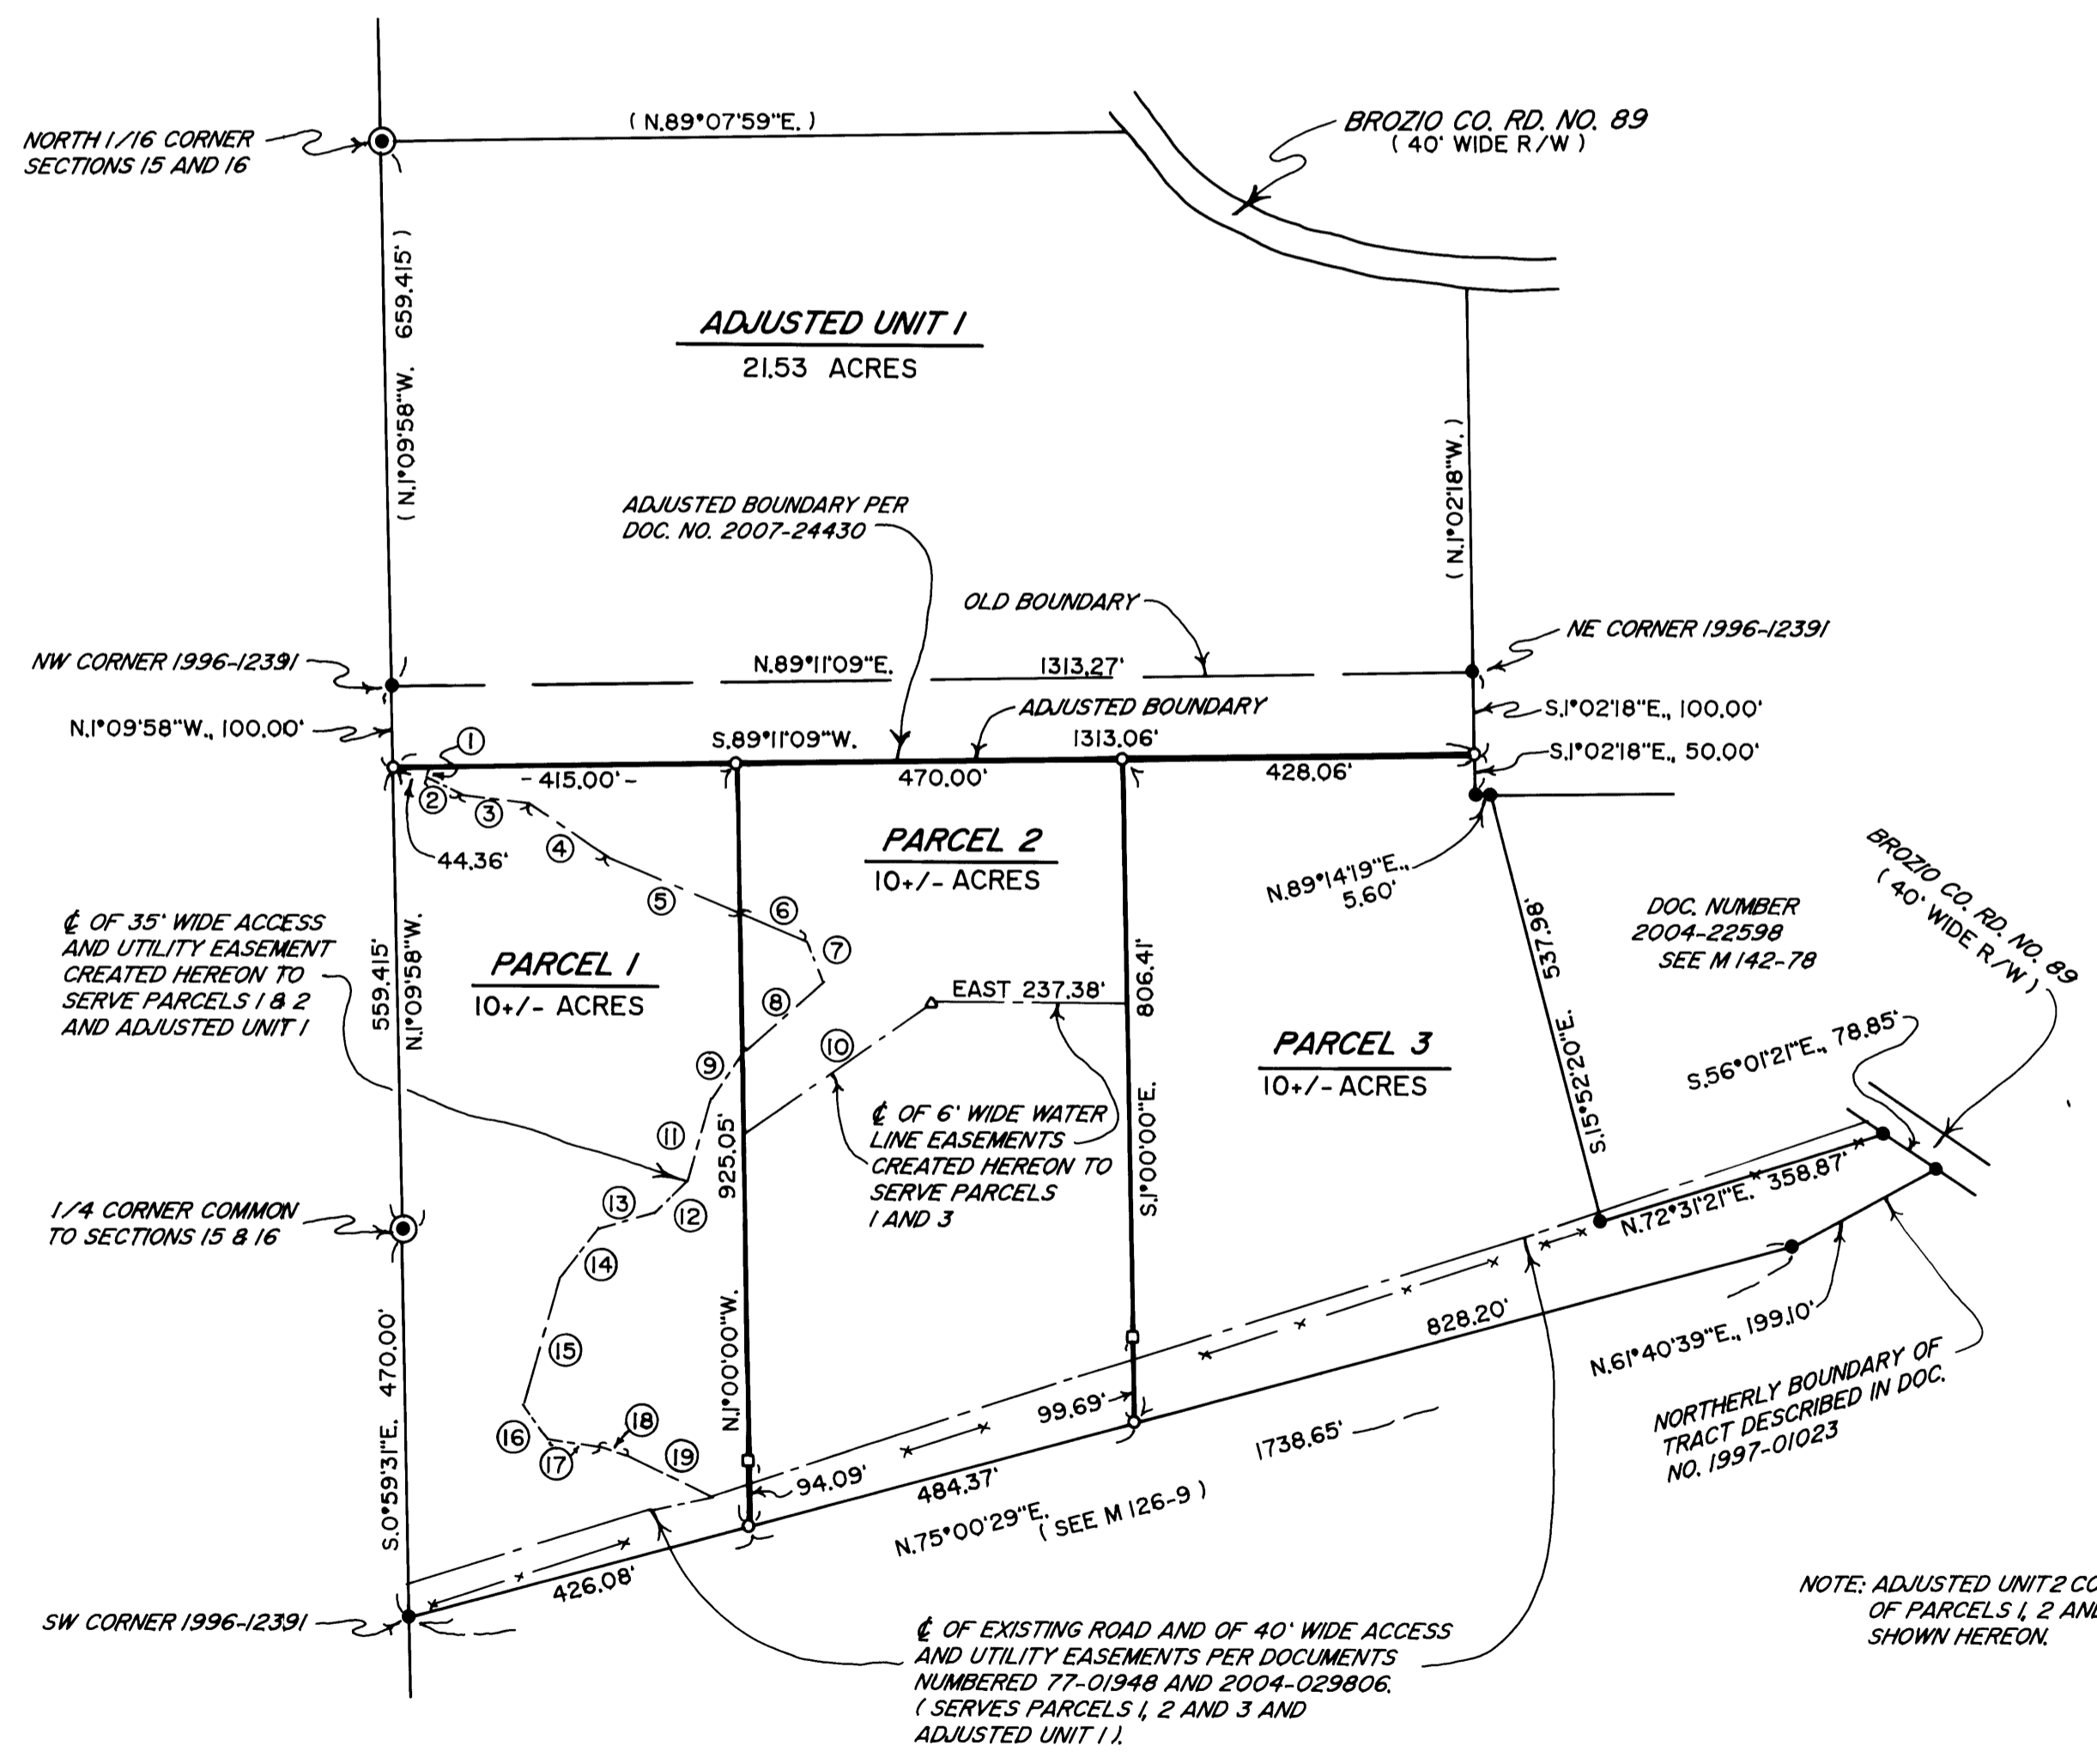 ( N.89°07'59"E. )
BROZIO CO. RD. NO. 89
( 40' WIDE R/W )
NORTH 1/16 CORNER
SECTIONS 15 AND 16
( N.1°09'58"W. 659.415' )
ADJUSTED UNIT 1
21.53 ACRES
( N.1°02'18"W. )
ADJUSTED BOUNDARY PER
DOC. NO. 2007-24430
OLD BOUNDARY
NE CORNER 1996-12391
NW CORNER 1996-12391
N.89°11'09"E. 1313.27'
N.1°09'58"W., 100.00'
ADJUSTED BOUNDARY
S.1°02'18"E., 100.00'
S.89°11'09"W. 1313.06'
S.1°02'18"E., 50.00'
1
- 415.00' -
470.00'
428.06'
2
3
4
44.36'
5
6
7
8
9
10
11
12
13
14
15
16
17
18
19
PARCEL 2
10+/- ACRES
N.89°14'19"E.,
5.60'
BROZIO CO. RD. NO. 89
( 40' WIDE R/W )
DOC. NUMBER
2004-22598
SEE M 142-78
℄ OF 35' WIDE ACCESS
AND UTILITY EASEMENT
CREATED HEREON TO
SERVE PARCELS 1 & 2
AND ADJUSTED UNIT 1
559.415'
N.1°09'58"W.
PARCEL 1
10+/- ACRES
EAST 237.38'
S.1°00'00"E. 806.41'
S.15°52'20"E. 537.98'
PARCEL 3
10+/- ACRES
S.56°01'21"E., 78.85'
℄ OF 6' WIDE WATER
LINE EASEMENTS
CREATED HEREON TO
SERVE PARCELS
1 AND 3
N.1°00'00"W. 925.05'
1/4 CORNER COMMON
TO SECTIONS 15 & 16
S.0°59'31"E. 470.00'
N.72°31'21"E. 358.87'
828.20'
N.61°40'39"E., 199.10'
NORTHERLY BOUNDARY OF
TRACT DESCRIBED IN DOC.
NO. 1997-01023
99.69'
94.09'
484.37'
1738.65'
N.75°00'29"E.
( SEE M 126-9 )
426.08'
SW CORNER 1996-12391
℄ OF EXISTING ROAD AND OF 40' WIDE ACCESS
AND UTILITY EASEMENTS PER DOCUMENTS
NUMBERED 77-01948 AND 2004-029806.
( SERVES PARCELS 1, 2 AND 3 AND
ADJUSTED UNIT 1 ).
NOTE: ADJUSTED UNIT 2 CO
OF PARCELS 1, 2 AND
SHOWN HEREON.